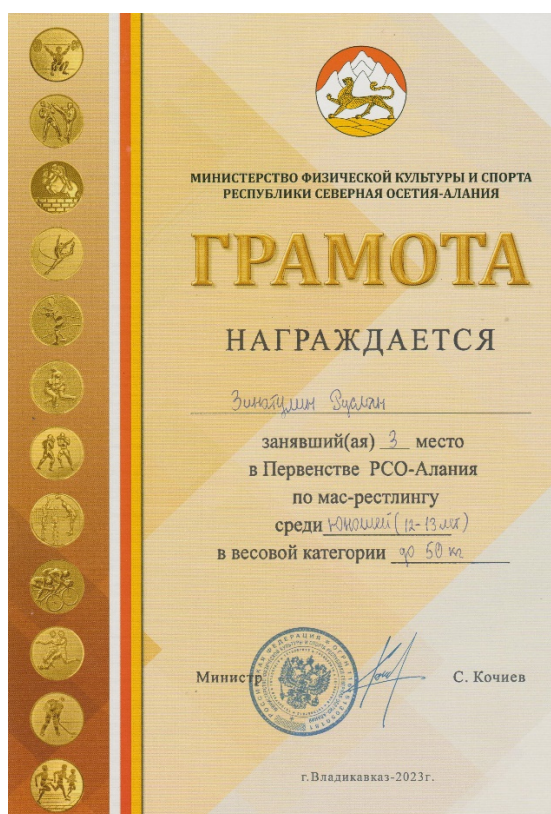 МИНИСТЕРСТВО ФИЗИЧЕСКОЙ КУЛЬТУРЫ И СПОРТА
РЕСПУБЛИКИ СЕВЕРНАЯ ОСЕТИЯ-АЛАНИЯ
ГРАМОТА
НАГРАЖДАЕТСЯ
Зинатулин Руслан
занявший(ая) 3 место
в Первенстве РСО-Алания
по мас-рестлингу
среди юношей (12-13 лет)
в весовой категории до 50 кг
Министр С. Кочиев
г.Владикавказ-2023г.